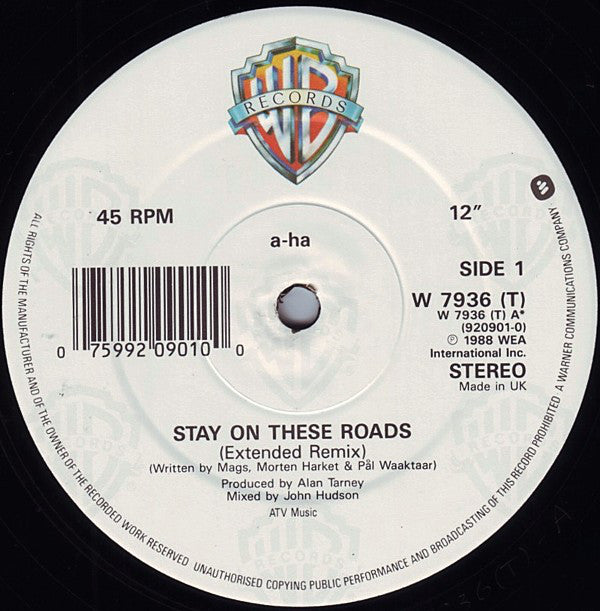 WB
RECORDS
45 RPM
12"
a-ha
SIDE 1
W 7936 (T)
W 7936 (T) A*
(920901-0)
℗ 1988 WEA
International Inc.
STEREO
Made in UK
0 75992 09010 0
STAY ON THESE ROADS
(Extended Remix)
(Written by Mags, Morten Harket & Pål Waaktaar)
Produced by Alan Tarney
Mixed by John Hudson
ATV Music
ALL RIGHTS OF THE MANUFACTURER AND OF THE OWNER OF THE RECORDED WORK RESERVED UNAUTHORISED COPYING PUBLIC PERFORMANCE AND BROADCASTING OF THIS RECORD PROHIBITED A WARNER COMMUNICATIONS COMPANY